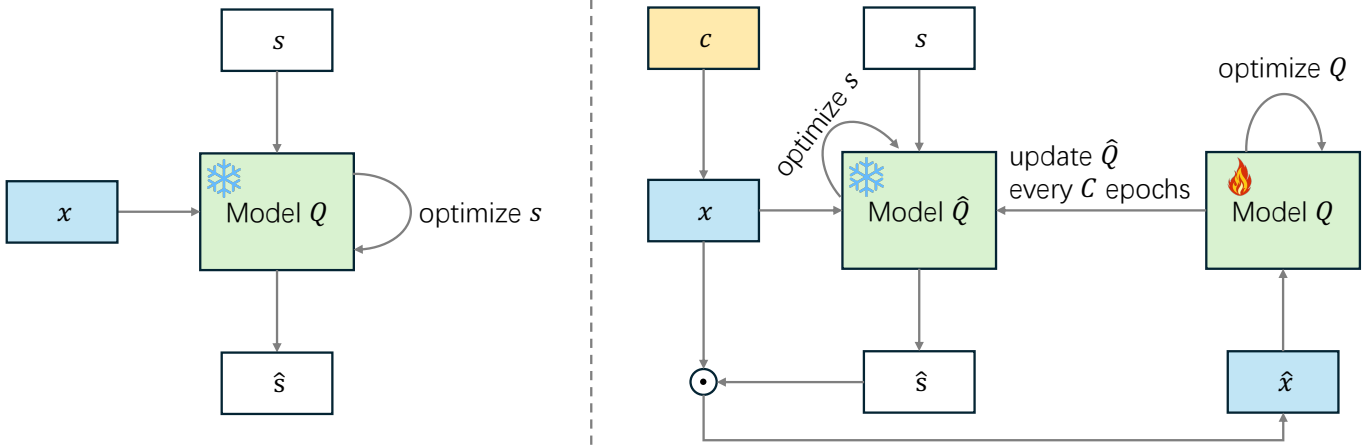 s
x
Model Q
optimize s
ŝ
c
s
optimize s
x
Model Q̂
update Q̂
every C epochs
optimize Q
Model Q
ŝ
x̂